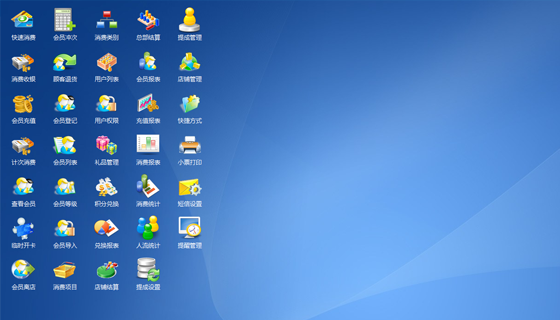 快速消费 会员冲次 消费类别 总部结算 提成管理
消费收银 顾客退货 用户列表 会员报表 店铺管理
会员充值 会员登记 用户权限 充值报表 快捷方式
计次消费 会员列表 礼品管理 消费报表 小票打印
查看会员 会员等级 积分兑换 消费统计 短信设置
临时开卡 会员导入 兑换报表 人流统计 提醒管理
会员离店 消费项目 店铺结算 提成设置